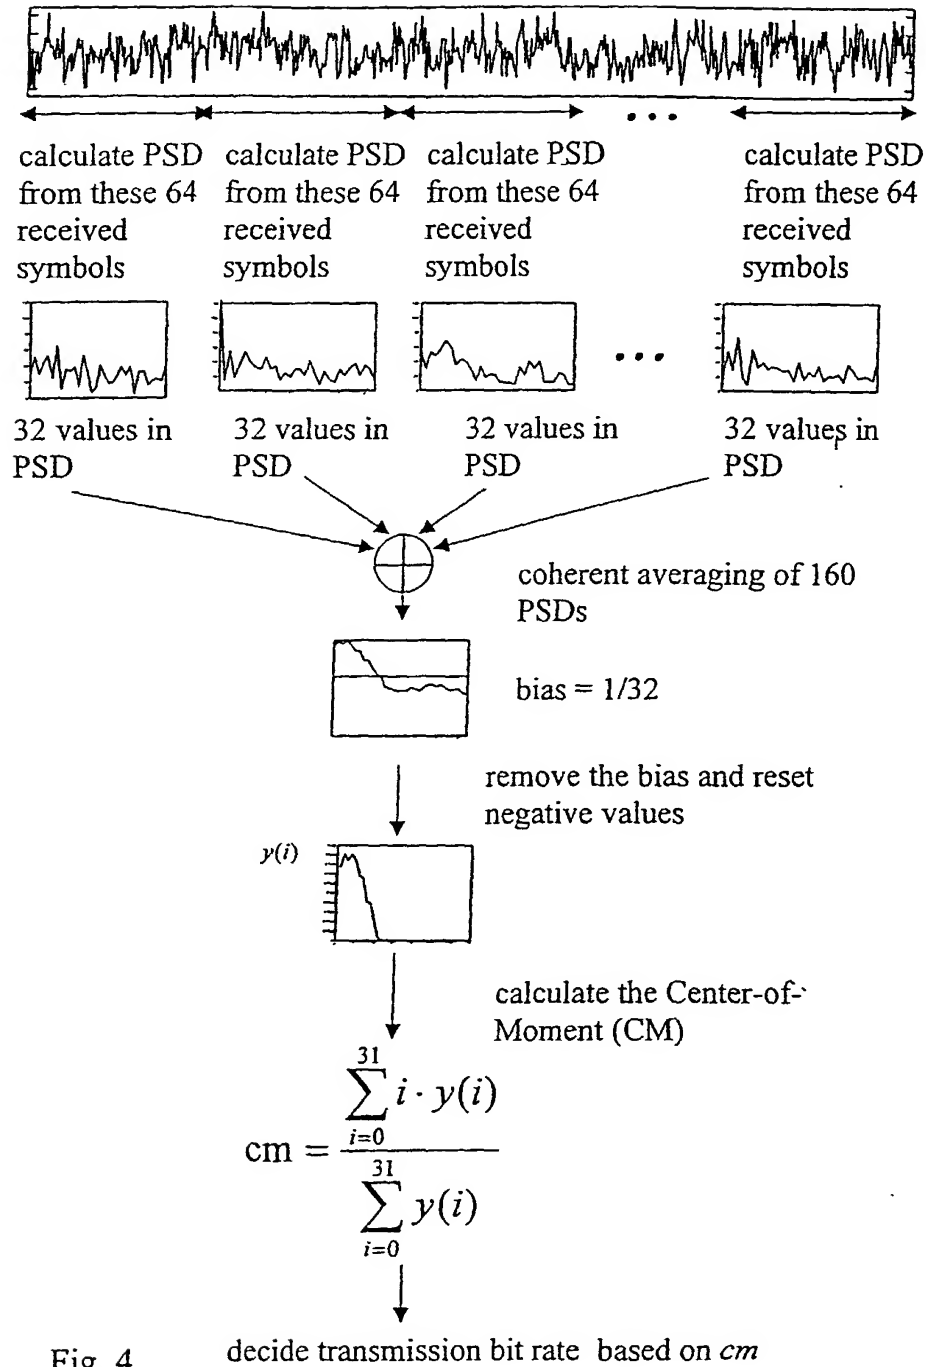 calculate PSD from these 64 received symbols
calculate PSD from these 64 received symbols
calculate PSD from these 64 received symbols
...
calculate PSD from these 64 received symbols
...
32 values in PSD
32 values in PSD
32 values in PSD
32 values in PSD
coherent averaging of 160
PSDs
bias = 1/32
remove the bias and reset
negative values
y(i)
calculate the Center-of-
Moment (CM)
cm = \frac{\sum_{i=0}^{31} i · y(i)}{\sum_{i=0}^{31} y(i)}
Fig. 4
decide transmission bit rate based on cm